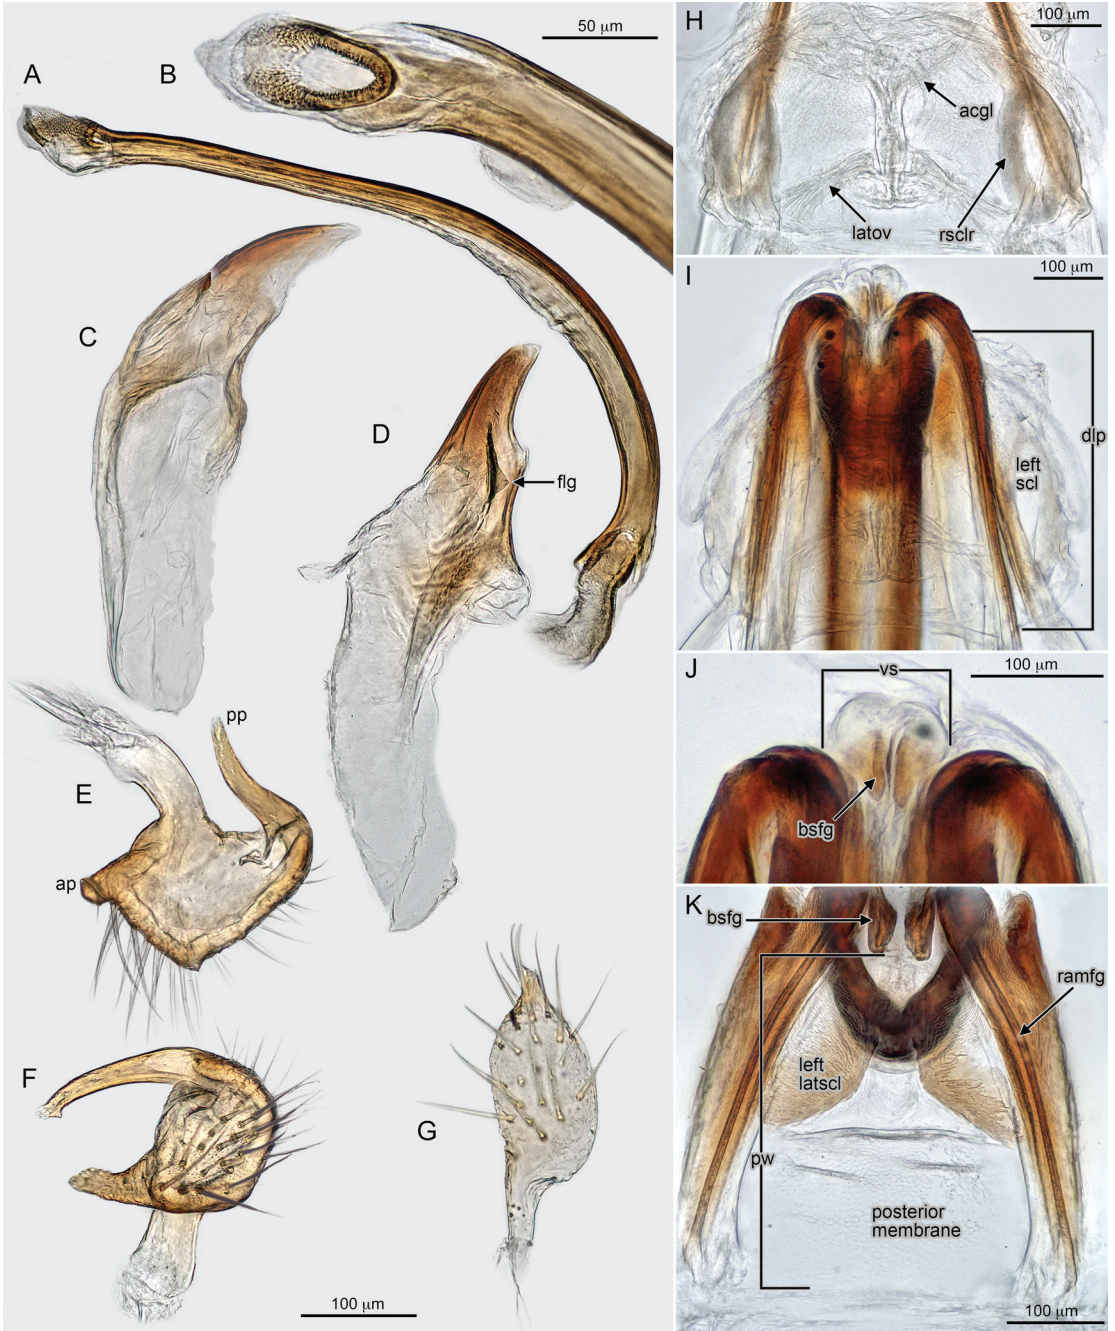 A
B
50 µm
C
D
flg
E
pp
ap
F
G
100 µm
H
100 µm
acgl
latov
rsclr
I
100 µm
dlp
left
scl
J
vs
100 µm
bsfg
K
bsfg
ramfg
left
latscl
pw
posterior
membrane
100 µm